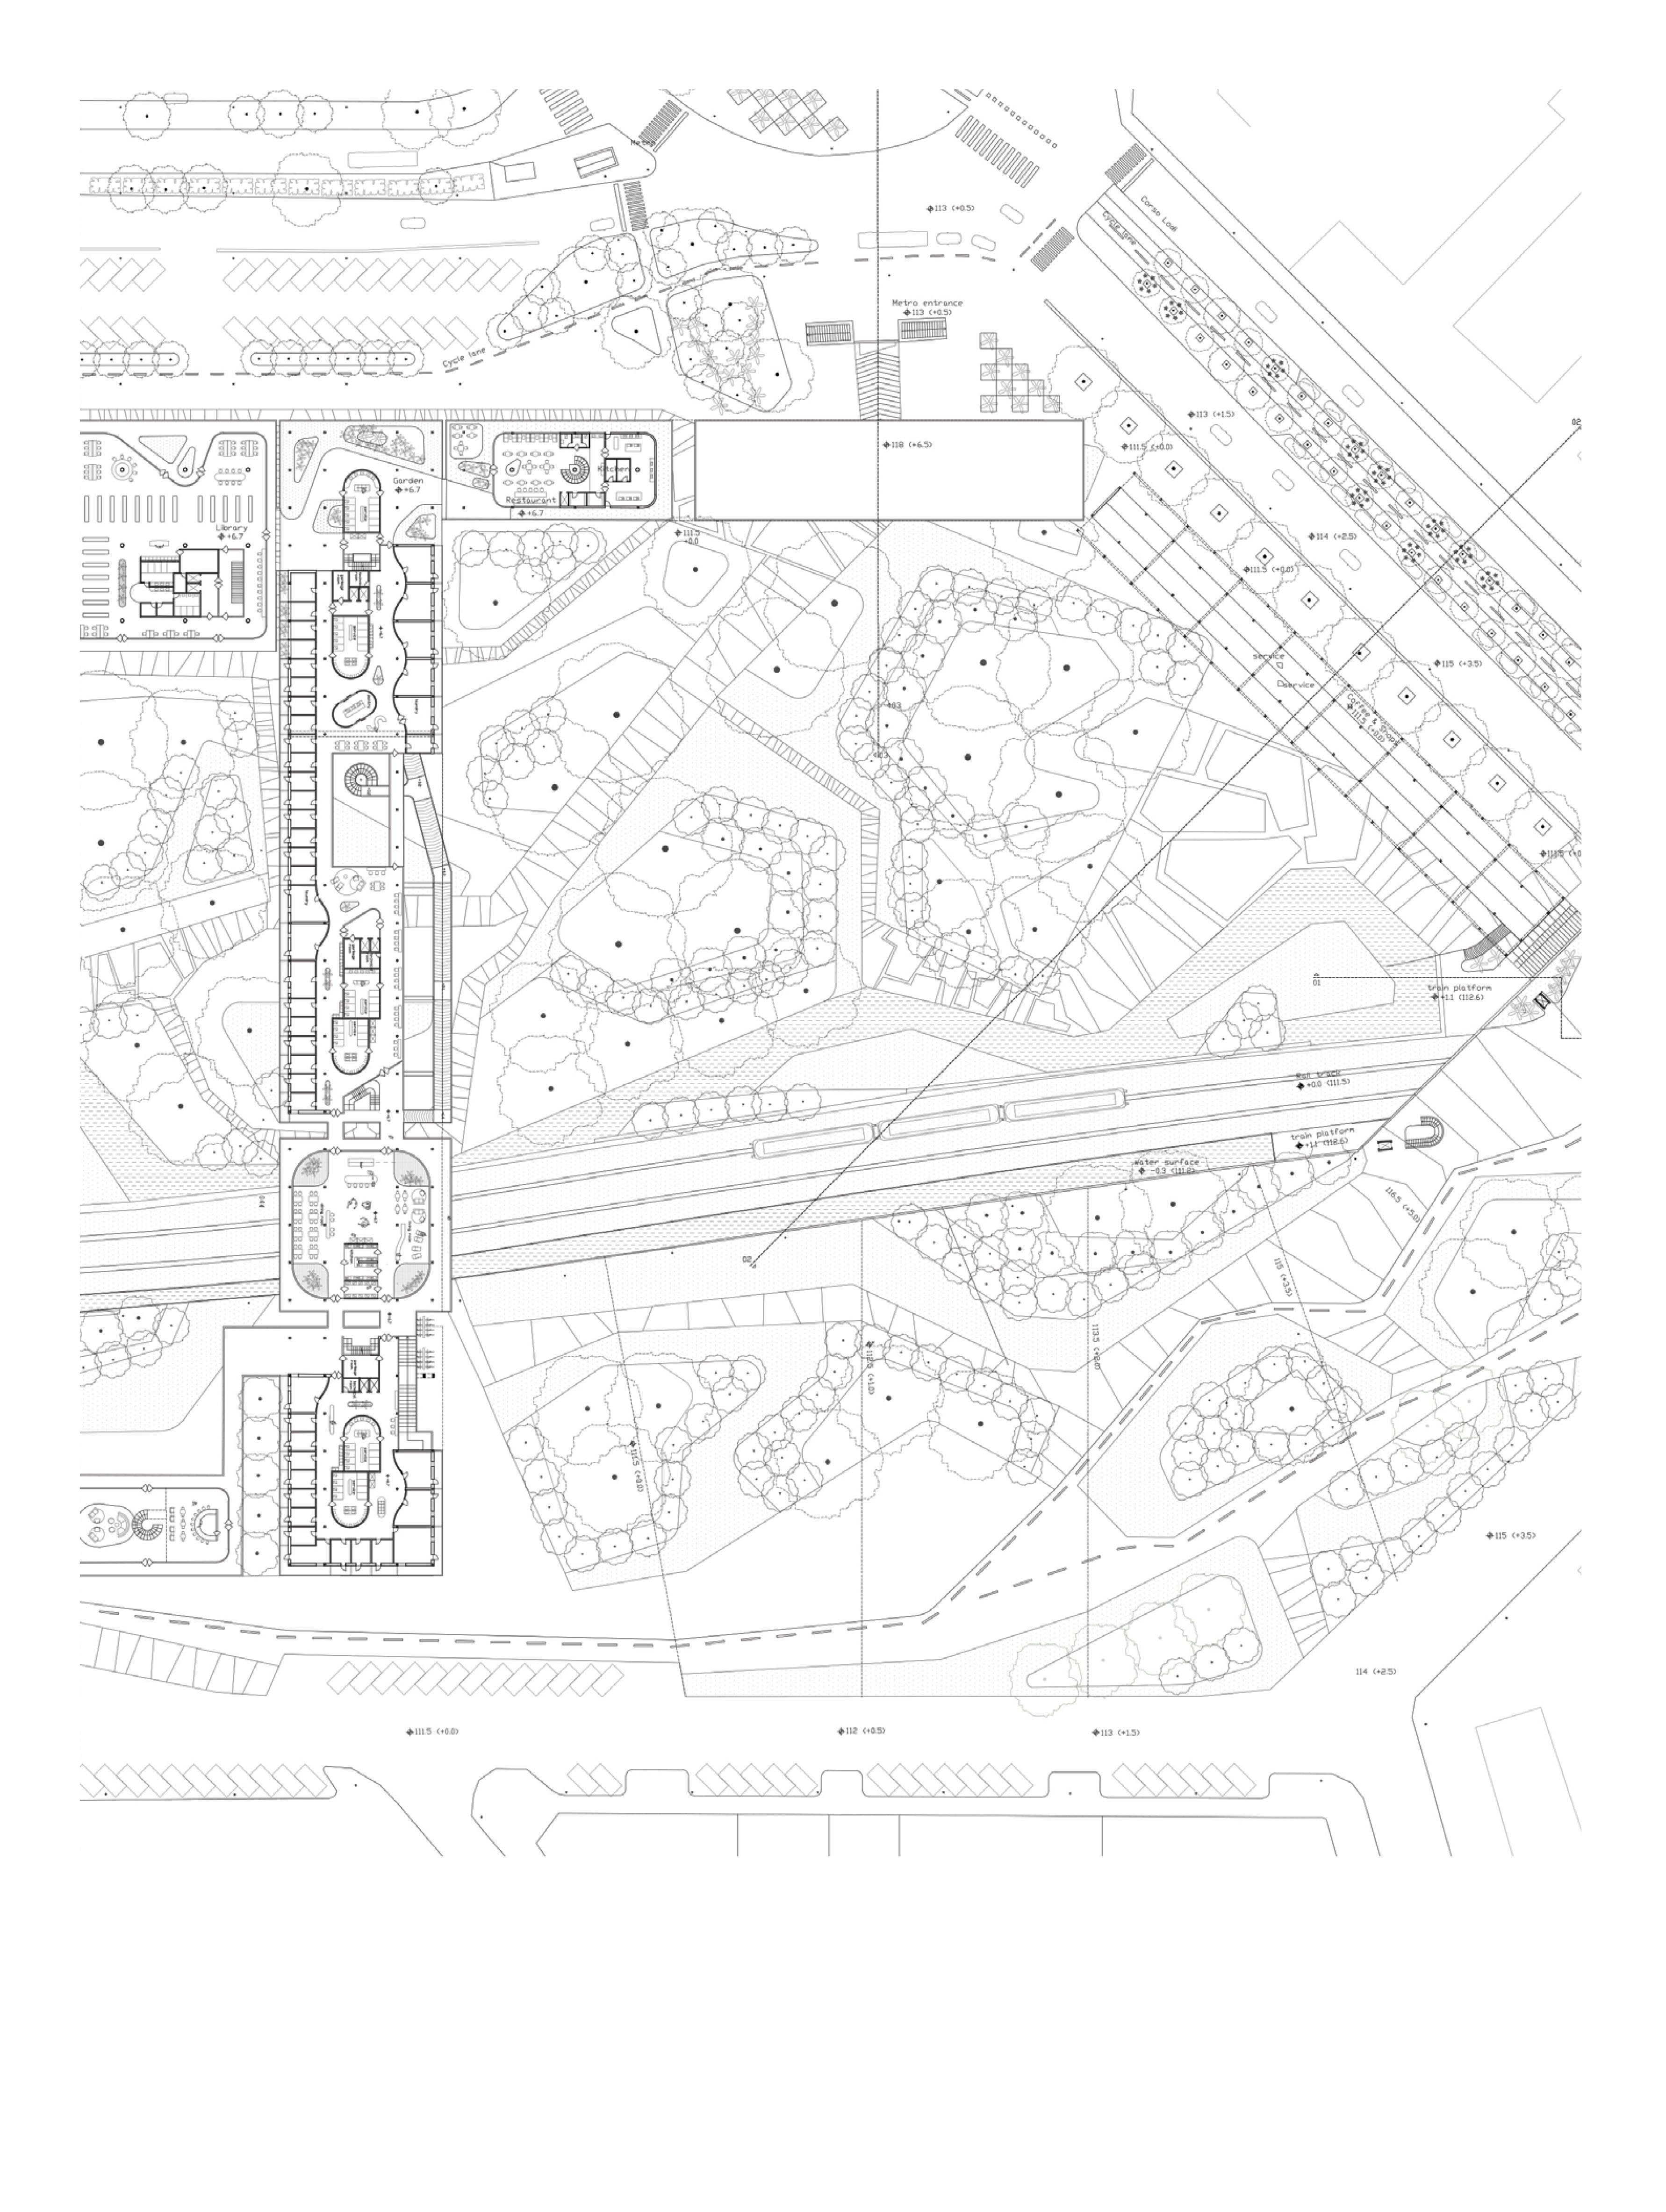 Metro
113 (+0.5)
Corso Lodi
Cycle lane
Metro entrance
113 (+0.5)
Cycle lane
113 (+1.5)
02
118 (+6.5)
111.5 (+0.0)
Garden
+6.7
Kitchen
Restaurant
+6.7
Library
+6.7
111.5
+0.0
114 (+2.5)
111.5 (+0.0)
service
service
115 (+3.5)
Coffee & Shops
111.5 (+0.0)
403
403
111.5 (+0
01
train platform
+1.1 (112.6)
Rail track
+0.0 (111.5)
train platform
+1.1 (112.6)
Water surface
044
116.5 (+5.0)
02
115 (+3.5)
113.5 (+2.0)
111.5 (+0.0)
115 (+3.5)
114 (+2.5)
111.5 (+0.0)
112 (+0.5)
113 (+1.5)